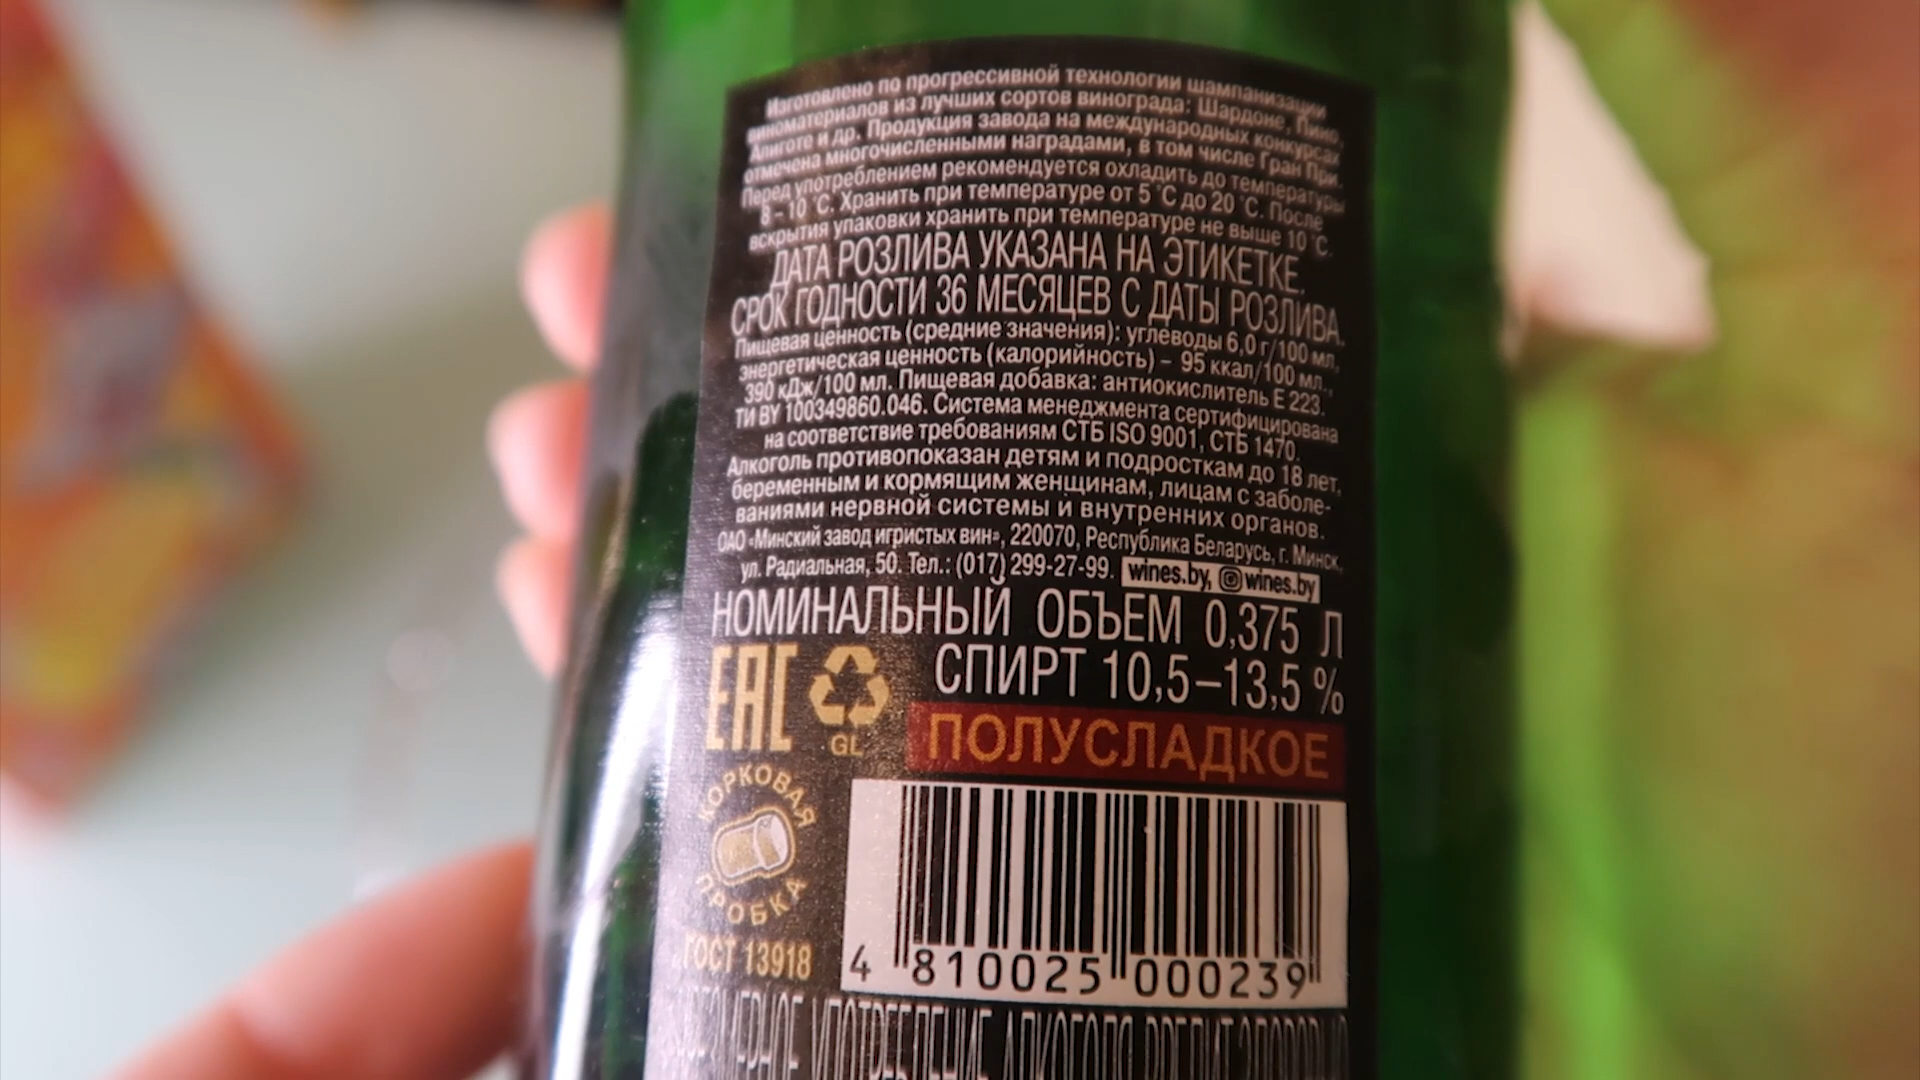 Изготовлено по прогрессивной технологии шампанизации
виноматериалов из лучших сортов винограда: Шардоне, Пино,
Алиготе и др. Продукция завода на международных конкурсах
отмечена многочисленными наградами, в том числе Гран При.
Перед употреблением рекомендуется охладить до температуры
8 - 10 °С. Хранить при температуре от 5 °С до 20 °С. После
вскрытия упаковки хранить при температуре не выше 10 °С.
ДАТА РОЗЛИВА УКАЗАНА НА ЭТИКЕТКЕ.
СРОК ГОДНОСТИ 36 МЕСЯЦЕВ С ДАТЫ РОЗЛИВА.
Пищевая ценность (средние значения): углеводы 6,0 г/100 мл,
энергетическая ценность (калорийность) – 95 ккал/100 мл.,
390 кДж/100 мл. Пищевая добавка: антиокислитель Е 223.
ТИ BY 100349860.046. Система менеджмента сертифицирована
на соответствие требованиям СТБ ISO 9001, СТБ 1470.
Алкоголь противопоказан детям и подросткам до 18 лет,
беременным и кормящим женщинам, лицам с заболе-
ваниями нервной системы и внутренних органов.
ОАО «Минский завод игристых вин», 220070, Республика Беларусь, г. Минск,
ул. Радиальная, 50. Тел.: (017) 299-27-99. wines.by, wines.by
НОМИНАЛЬНЫЙ ОБЪЕМ 0,375 Л
EAC GL
СПИРТ 10,5–13,5 %
ПОЛУСЛАДКОЕ
КОРКОВАЯ
ПРОБКА
ГОСТ 13918
4 810025 000239
УПОТРЕБЛЕНИЕ АЛКОГОЛЯ ВРЕДИТ